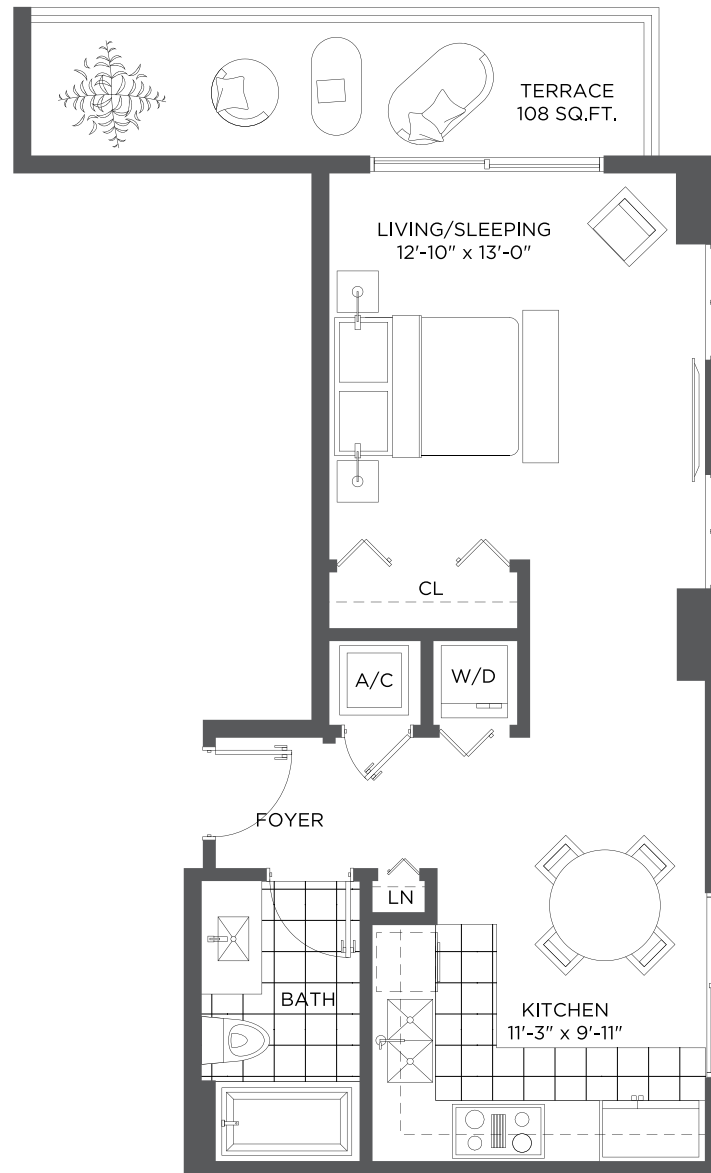 TERRACE
108 SQ.FT.
LIVING/SLEEPING
12'-10" x 13'-0"
CL
A/C
W/D
FOYER
LN
BATH
KITCHEN
11'-3" x 9'-11"